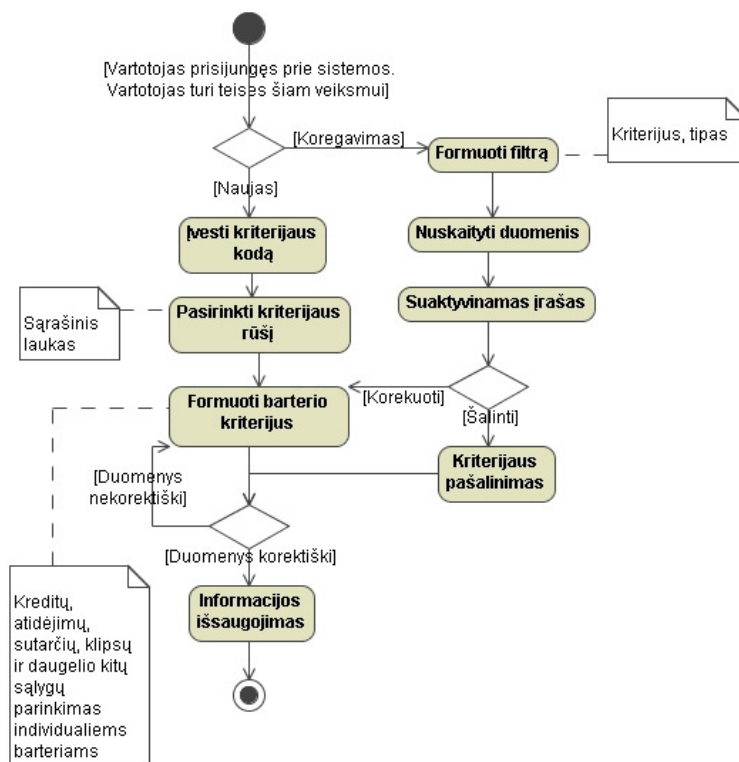 [Vartotojas prisijungęs prie sistemos.
Vartotojas turi teises šiam veiksmui]
[Koregavimas]
Formuoti filtrą
Kriterijus, tipas
[Naujas]
Įvesti kriterijaus
kodą
Nuskaityti duomenis
Sąrašinis
laukas
Pasirinkti kriterijaus
rūšį
Suaktyvinamas įrašas
Formuoti barterio
kriterijus
[Korekuoti]
[Šalinti]
[Duomenys
nekorektiški]
Kriterijaus
pašalinimas
[Duomenys korektiški]
Informacijos
išsaugojimas
Kreditų,
atidėjimų,
sutarčių, klipsų
ir daugelio kitų
sąlygų
parinkimas
individualiems
barteriams